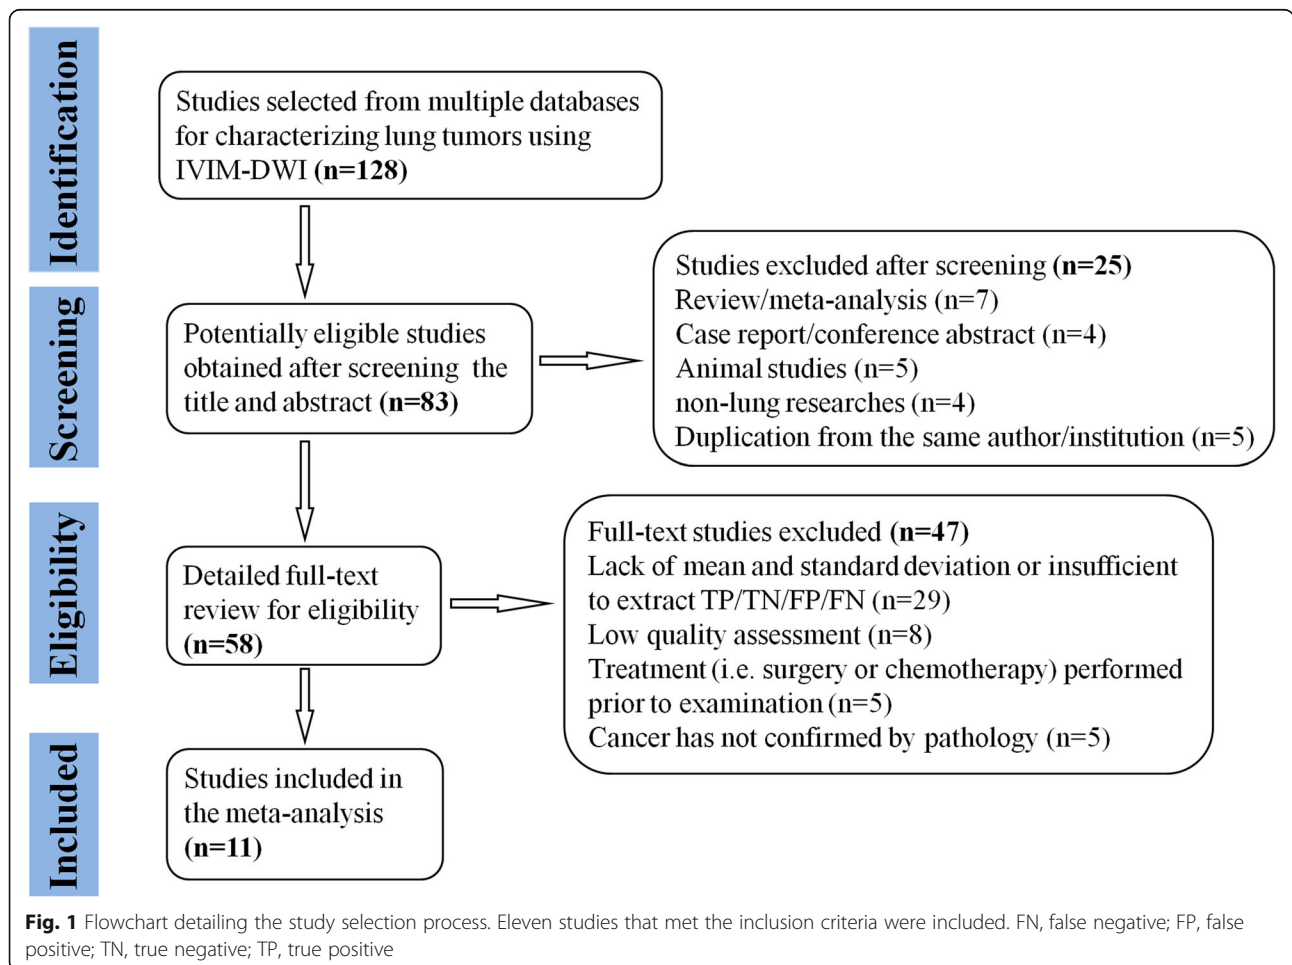 Identification
Studies selected from multiple databases
for characterizing lung tumors using
IVIM-DWI (n=128)
Screening
Potentially eligible studies
obtained after screening the
title and abstract (n=83)
Studies excluded after screening (n=25)
Review/meta-analysis (n=7)
Case report/conference abstract (n=4)
Animal studies (n=5)
non-lung researches (n=4)
Duplication from the same author/institution (n=5)
Eligibility
Detailed full-text
review for eligibility
(n=58)
Full-text studies excluded (n=47)
Lack of mean and standard deviation or insufficient
to extract TP/TN/FP/FN (n=29)
Low quality assessment (n=8)
Treatment (i.e. surgery or chemotherapy) performed
prior to examination (n=5)
Cancer has not confirmed by pathology (n=5)
Included
Studies included in
the meta-analysis
(n=11)
Fig. 1 Flowchart detailing the study selection process. Eleven studies that met the inclusion criteria were included. FN, false negative; FP, false
positive; TN, true negative; TP, true positive